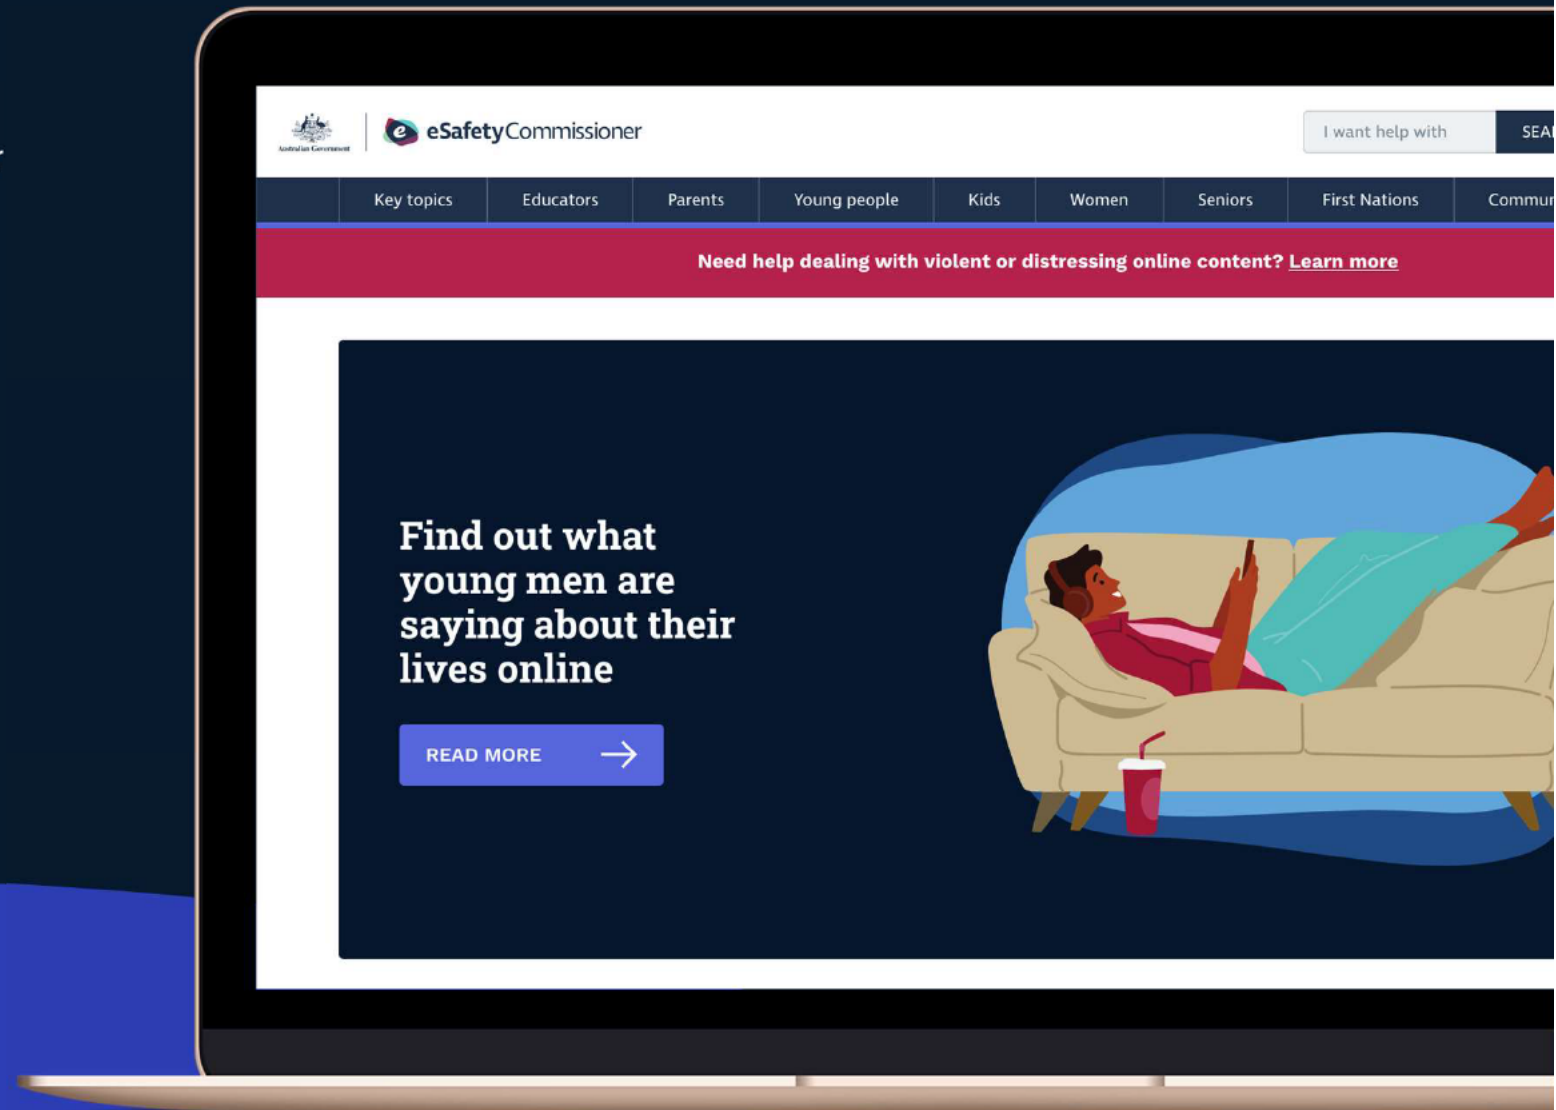 Australian Government
eSafetyCommissioner
I want help with
Key topics
Educators
Parents
Young people
Kids
Women
Seniors
First Nations
Need help dealing with violent or distressing online content? Learn more
Find out what
young men are
saying about their
lives online
READ MORE